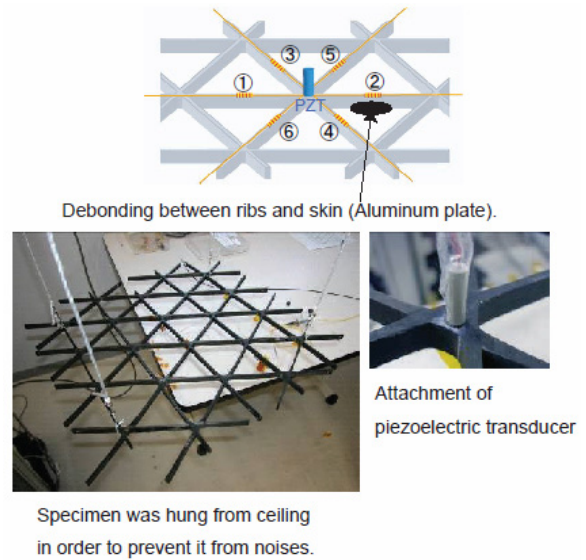 ③ ⑤
① ②
PZT
⑥ ④
Debonding between ribs and skin (Aluminum plate).
Attachment of
piezoelectric transducer
Specimen was hung from ceiling
in order to prevent it from noises.